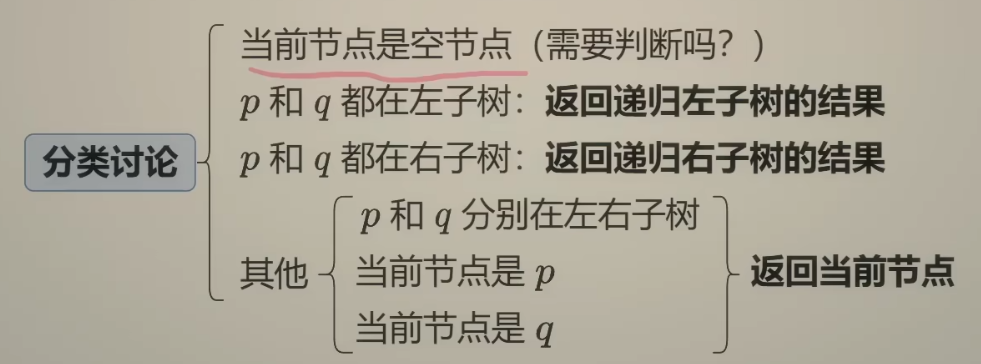 当前节点是空节点（需要判断吗？）
p 和 q 都在左子树：返回递归左子树的结果
分类讨论
p 和 q 都在右子树：返回递归右子树的结果
p 和 q 分别在左右子树
其他
当前节点是 p
返回当前节点
当前节点是 q